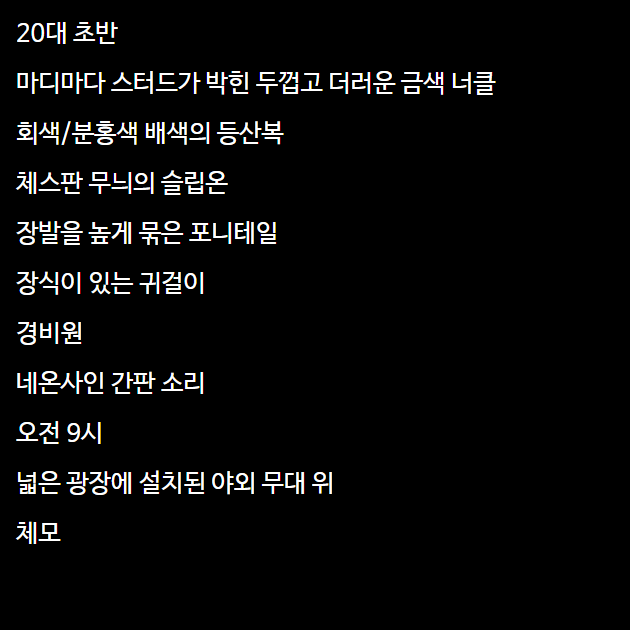 20대 초반
마디마다 스터드가 박힌 두껍고 더러운 금색 너클
회색/분홍색 배색의 등산복
체스판 무늬의 슬립온
장발을 높게 묶은 포니테일
장식이 있는 귀걸이
경비원
네온사인 간판 소리
오전 9시
넓은 광장에 설치된 야외 무대 위
체모